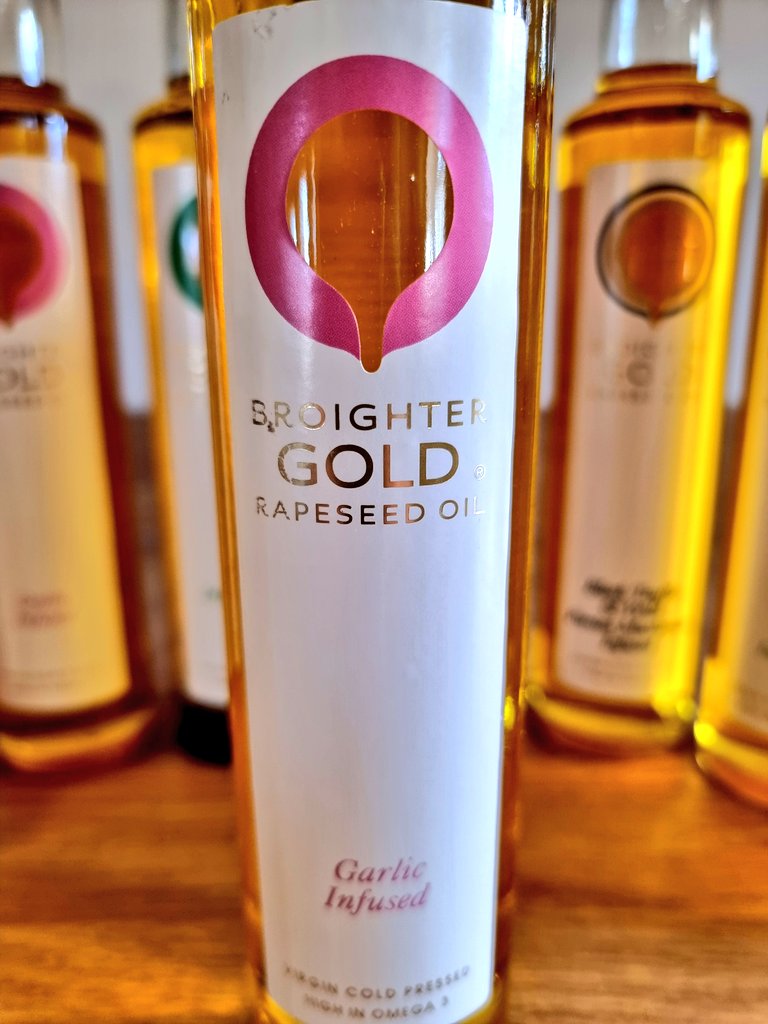 BROIGHTER
GOLD ®
RAPESEED OIL
Garlic
Infused
VIRGIN COLD PRESSED
HIGH IN OMEGA 3